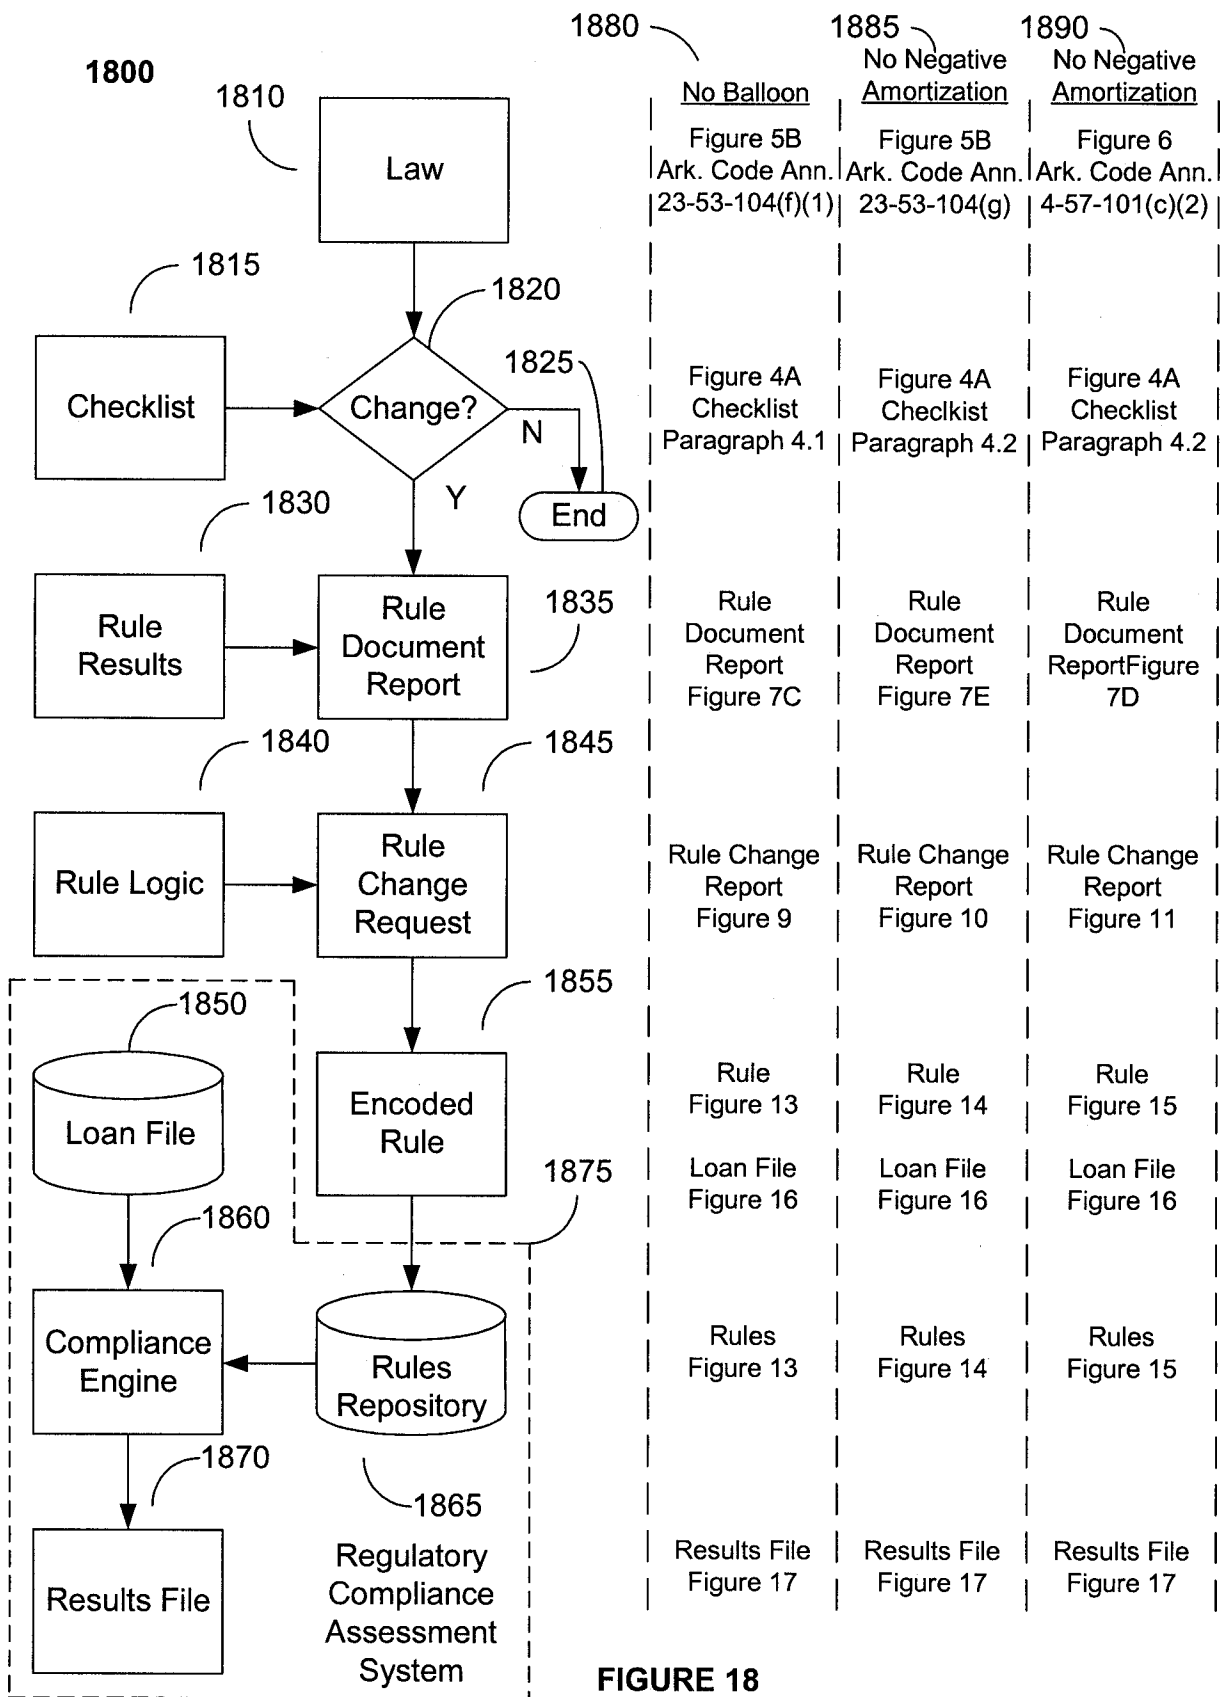 1800
1810
Law
1815
Checklist
1820
Change?
1825
N
Y
End
1830
Rule
Results
Rule
Document
Report
1835
1840
Rule Logic
1845
Rule
Change
Request
1850
Loan File
1855
Encoded
Rule
1875
1860
Compliance
Engine
Rules
Repository
1865
1870
Results File
Regulatory
Compliance
Assessment
System
1880
No Balloon
Figure 5B
Ark. Code Ann.
23-53-104(f)(1)
Figure 4A
Checklist
Paragraph 4.1
Rule
Document
Report
Figure 7C
Rule Change
Report
Figure 9
Rule
Figure 13
Loan File
Figure 16
Rules
Figure 13
Results File
Figure 17
1885
No Negative
Amortization
Figure 5B
Ark. Code Ann.
23-53-104(g)
Figure 4A
Checlkist
Paragraph 4.2
Rule
Document
Report
Figure 7E
Rule Change
Report
Figure 10
Rule
Figure 14
Loan File
Figure 16
Rules
Figure 14
Results File
Figure 17
1890
No Negative
Amortization
Figure 6
Ark. Code Ann.
4-57-101(c)(2)
Figure 4A
Checklist
Paragraph 4.2
Rule
Document
ReportFigure
7D
Rule Change
Report
Figure 11
Rule
Figure 15
Loan File
Figure 16
Rules
Figure 15
Results File
Figure 17
FIGURE 18